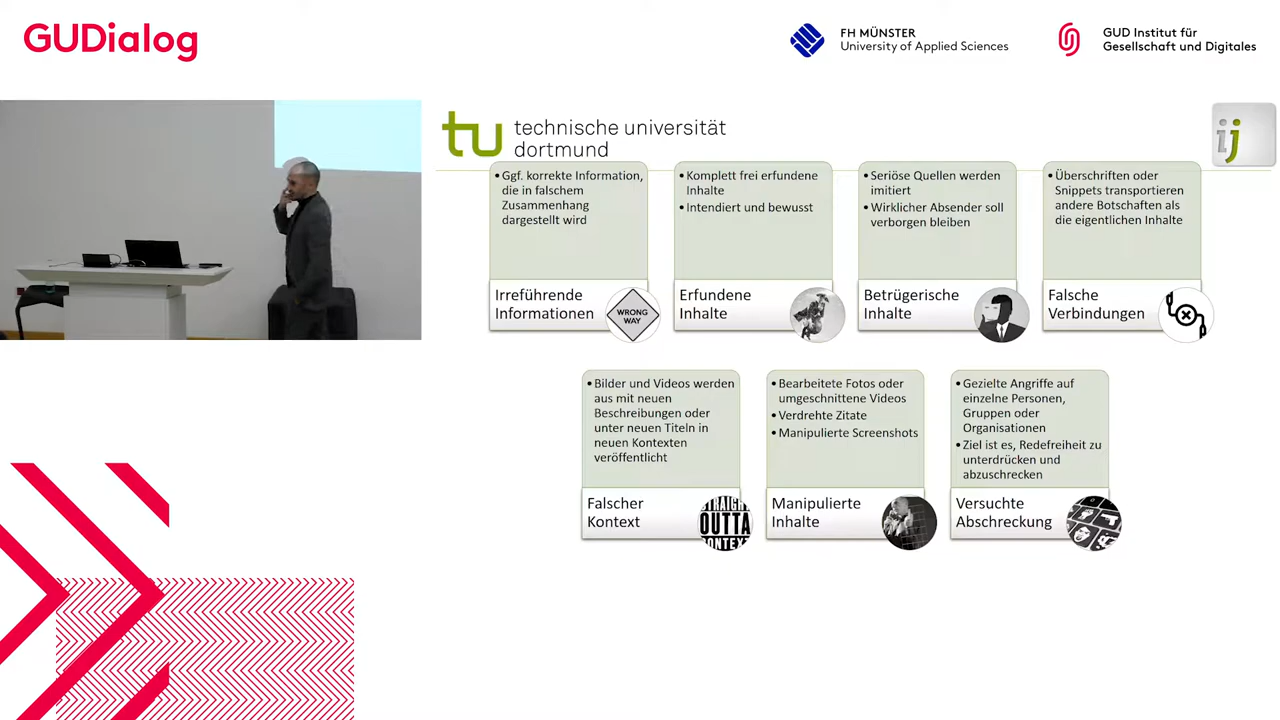 GUDialog
FH MÜNSTER
University of Applied Sciences
GUD Institut für
Gesellschaft und Digitales
tu technische universität
dortmund
ij
• Ggf. korrekte Information,
die in falschem
Zusammenhang
dargestellt wird
Irreführende
Informationen
WRONG
WAY
• Komplett frei erfundene
Inhalte
• Intendiert und bewusst
Erfundene
Inhalte
• Seriöse Quellen werden
imitiert
• Wirklicher Absender soll
verborgen bleiben
Betrügerische
Inhalte
• Überschriften oder
Snippets transportieren
andere Botschaften als
die eigentlichen Inhalte
Falsche
Verbindungen
• Bilder und Videos werden
aus mit neuen
Beschreibungen oder
unter neuen Titeln in
neuen Kontexten
veröffentlicht
Falscher
Kontext
STRAIGHT
OUTTA
CONTEXT
• Bearbeitete Fotos oder
umgeschnittene Videos
• Verdrehte Zitate
• Manipulierte Screenshots
Manipulierte
Inhalte
• Gezielte Angriffe auf
einzelne Personen,
Gruppen oder
Organisationen
• Ziel ist es, Redefreiheit zu
unterdrücken und
abzuschrecken
Versuchte
Abschreckung